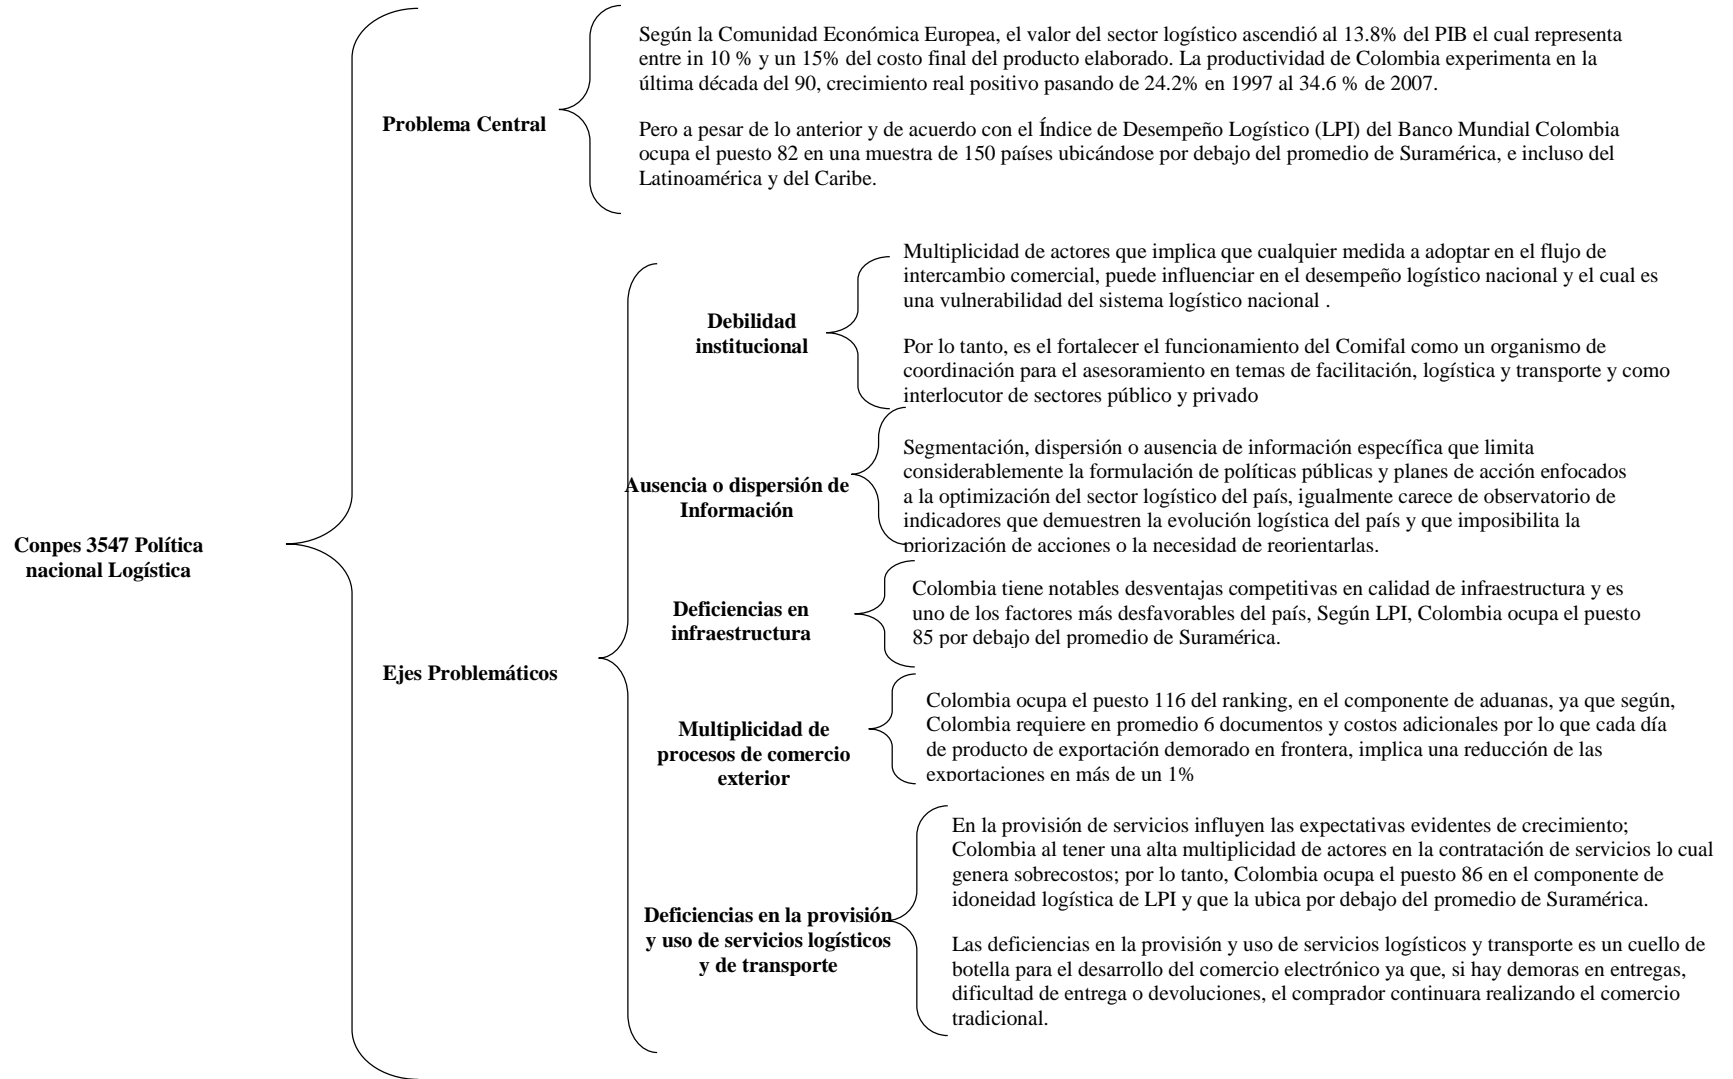 Conpes 3547 Política
nacional Logística
Problema Central
Según la Comunidad Económica Europea, el valor del sector logístico ascendió al 13.8% del PIB el cual representa
entre in 10 % y un 15% del costo final del producto elaborado. La productividad de Colombia experimenta en la
última década del 90, crecimiento real positivo pasando de 24.2% en 1997 al 34.6 % de 2007.
Pero a pesar de lo anterior y de acuerdo con el Índice de Desempeño Logístico (LPI) del Banco Mundial Colombia
ocupa el puesto 82 en una muestra de 150 países ubicándose por debajo del promedio de Suramérica, e incluso del
Latinoamérica y del Caribe.
Ejes Problemáticos
Debilidad
institucional
Multiplicidad de actores que implica que cualquier medida a adoptar en el flujo de
intercambio comercial, puede influenciar en el desempeño logístico nacional y el cual es
una vulnerabilidad del sistema logístico nacional .
Por lo tanto, es el fortalecer el funcionamiento del Comifal como un organismo de
coordinación para el asesoramiento en temas de facilitación, logística y transporte y como
interlocutor de sectores público y privado
Ausencia o dispersión de
Información
Segmentación, dispersión o ausencia de información específica que limita
considerablemente la formulación de políticas públicas y planes de acción enfocados
a la optimización del sector logístico del país, igualmente carece de observatorio de
indicadores que demuestren la evolución logística del país y que imposibilita la
priorización de acciones o la necesidad de reorientarlas.
Deficiencias en
infraestructura
Colombia tiene notables desventajas competitivas en calidad de infraestructura y es
uno de los factores más desfavorables del país, Según LPI, Colombia ocupa el puesto
85 por debajo del promedio de Suramérica.
Multiplicidad de
procesos de comercio
exterior
Colombia ocupa el puesto 116 del ranking, en el componente de aduanas, ya que según,
Colombia requiere en promedio 6 documentos y costos adicionales por lo que cada día
de producto de exportación demorado en frontera, implica una reducción de las
exportaciones en más de un 1%
Deficiencias en la provisión
y uso de servicios logísticos
y de transporte
En la provisión de servicios influyen las expectativas evidentes de crecimiento;
Colombia al tener una alta multiplicidad de actores en la contratación de servicios lo cual
genera sobrecostos; por lo tanto, Colombia ocupa el puesto 86 en el componente de
idoneidad logística de LPI y que la ubica por debajo del promedio de Suramérica.
Las deficiencias en la provisión y uso de servicios logísticos y transporte es un cuello de
botella para el desarrollo del comercio electrónico ya que, si hay demoras en entregas,
dificultad de entrega o devoluciones, el comprador continuara realizando el comercio
tradicional.